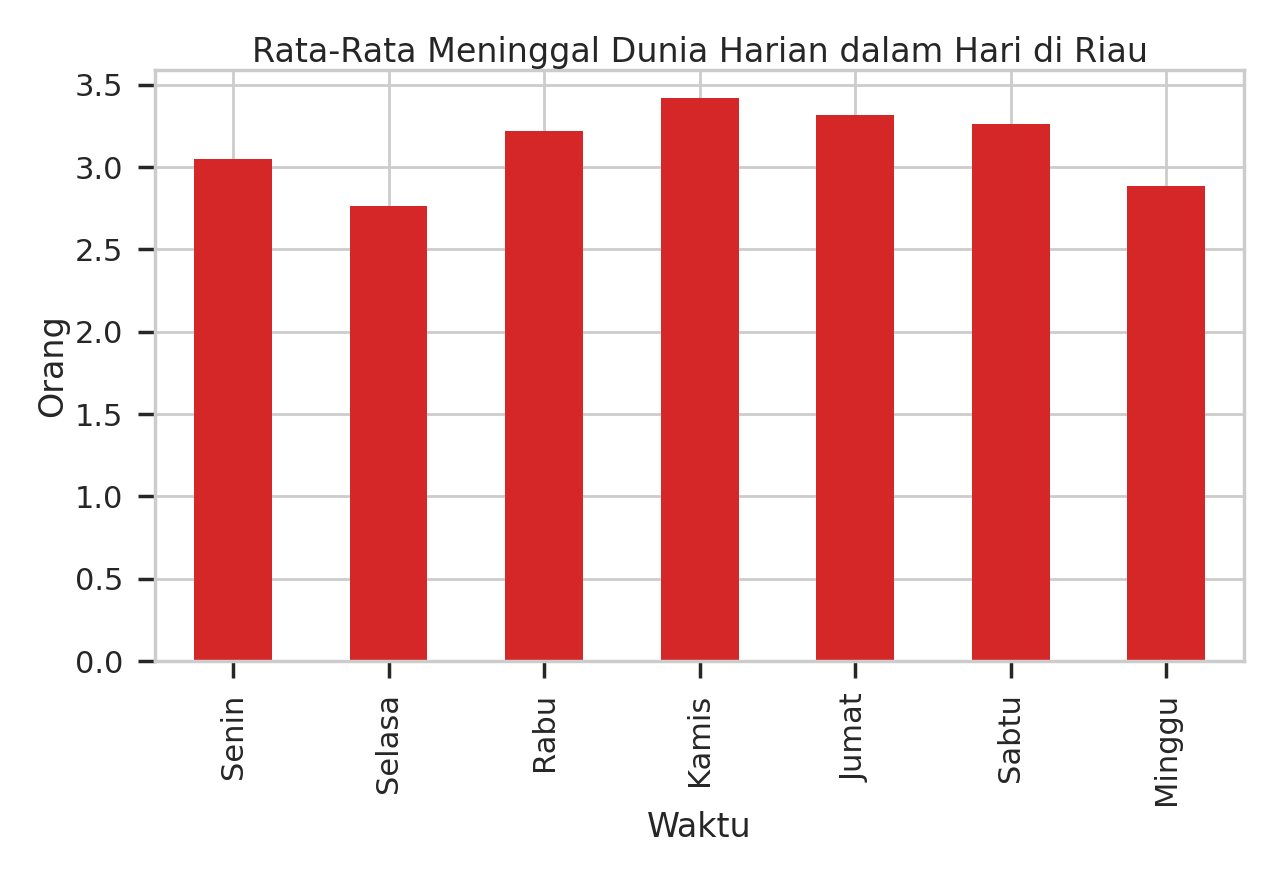 Rata-Rata Meninggal Dunia Harian dalam Hari di Riau
3.5
3.0
2.5
2.0
1.5
1.0
0.5
0.0
Orang
Senin
Selasa
Rabu
Kamis
Jumat
Sabtu
Minggu
Waktu